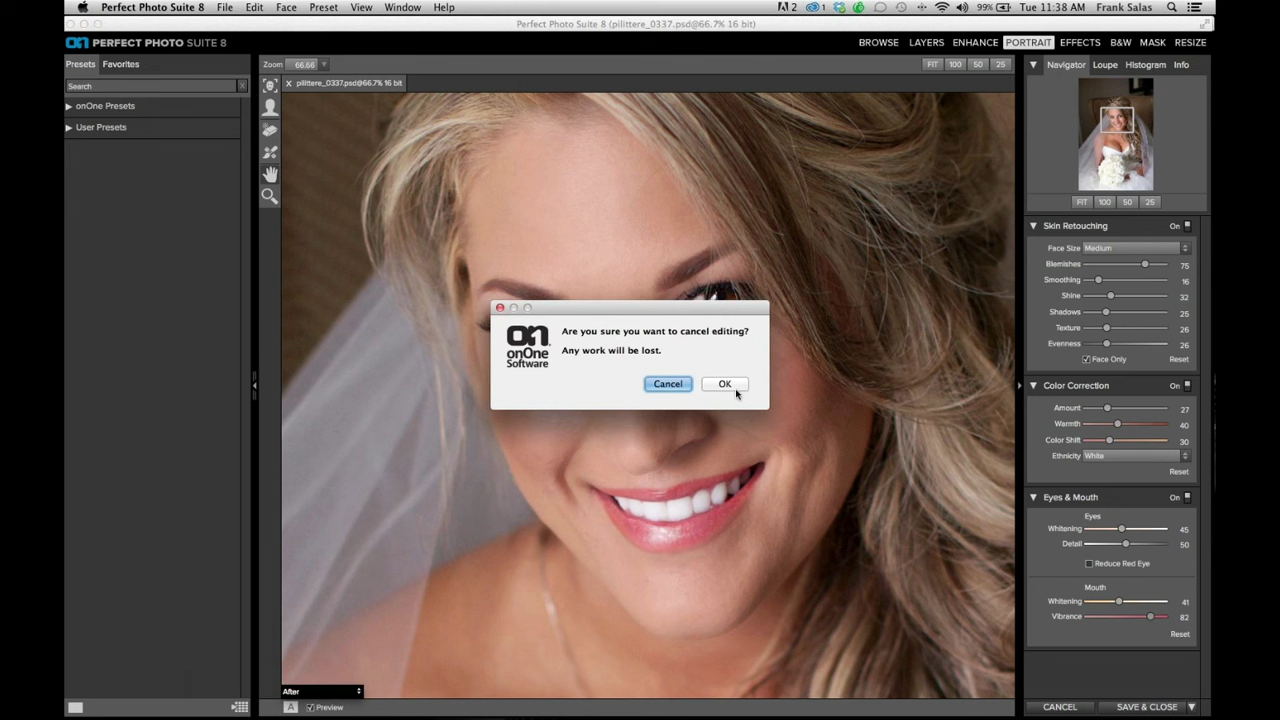 Perfect Photo Suite 8 File Edit Face Preset View Window Help 2 1 99% Tue 11:38 AM Frank Salas
Perfect Photo Suite 8 (pilittere_0337.psd@66.7% 16 bit)
on PERFECT PHOTO SUITE 8 BROWSE LAYERS ENHANCE PORTRAIT EFFECTS B&W MASK RESIZE
Presets Favorites
Zoom 66.66 FIT 100 50 25
Navigator Loupe Histogram Info
Search X
× pilittere_0337.psd@66.7% 16 bit
onOne Presets
User Presets
FIT 100 50 25
Skin Retouching On
Face Size Medium
Blemishes 75
Smoothing 16
Shine 32
Shadows 25
Texture 26
Evenness 26
Face Only Reset
on
onOne
Software
Are you sure you want to cancel editing?
Any work will be lost.
Cancel OK
Color Correction On
Amount 27
Warmth 40
Color Shift 30
Ethnicity White
Reset
Eyes & Mouth On
Eyes
Whitening 45
Detail 50
Reduce Red Eye
Mouth
Whitening 41
Vibrance 82
Reset
After
A Preview
CANCEL SAVE & CLOSE